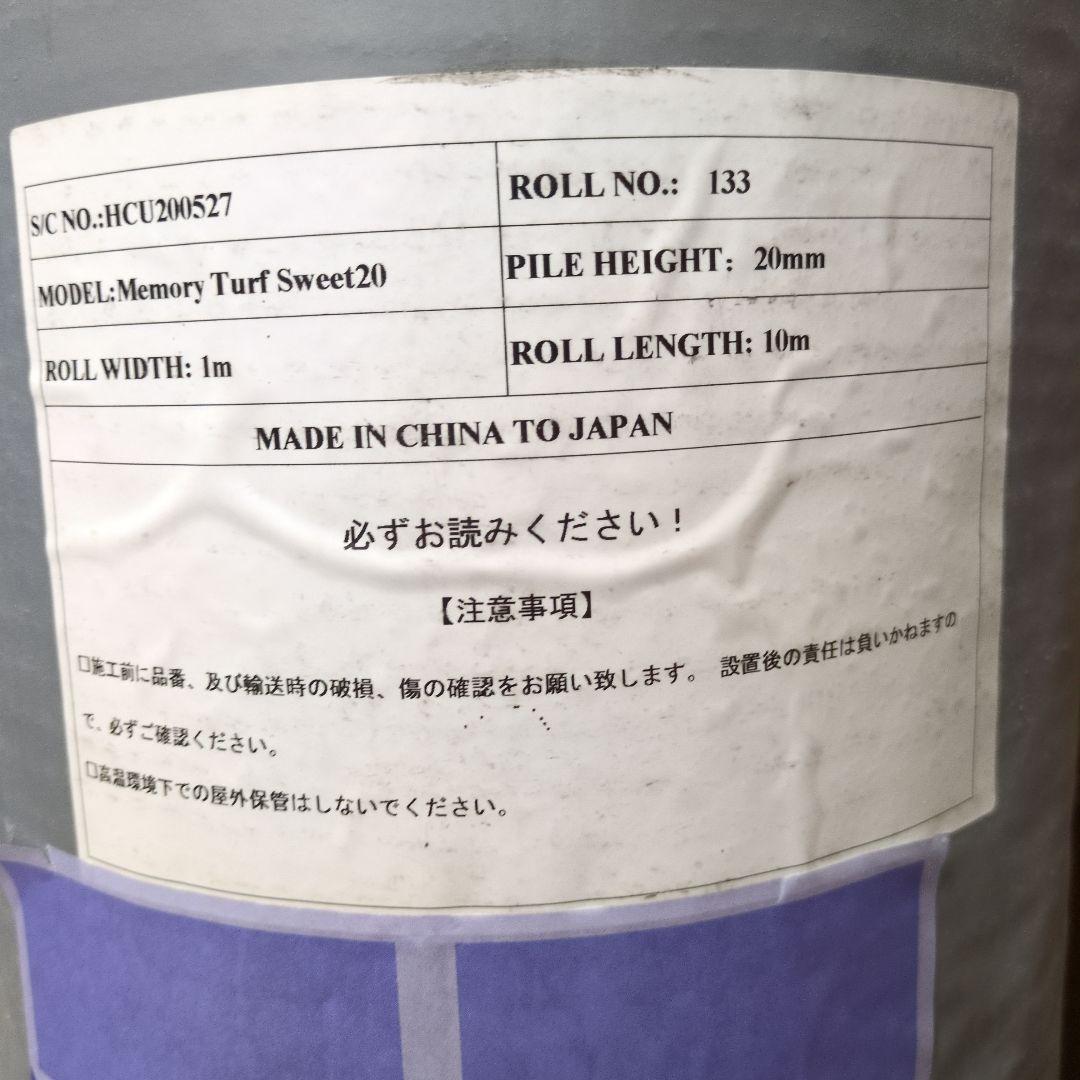 S/C NO.:HCU200527
ROLL NO.: 133
MODEL:Memory Turf Sweet20
PILE HEIGHT: 20mm
ROLL WIDTH: 1m
ROLL LENGTH: 10m
MADE IN CHINA TO JAPAN
必ずお読みください！
【注意事項】
□施工前に品番、及び輸送時の破損、傷の確認をお願い致します。 設置後の責任は負いかねますの
で、必ずご確認ください。
□高温環境下での屋外保管はしないでください。